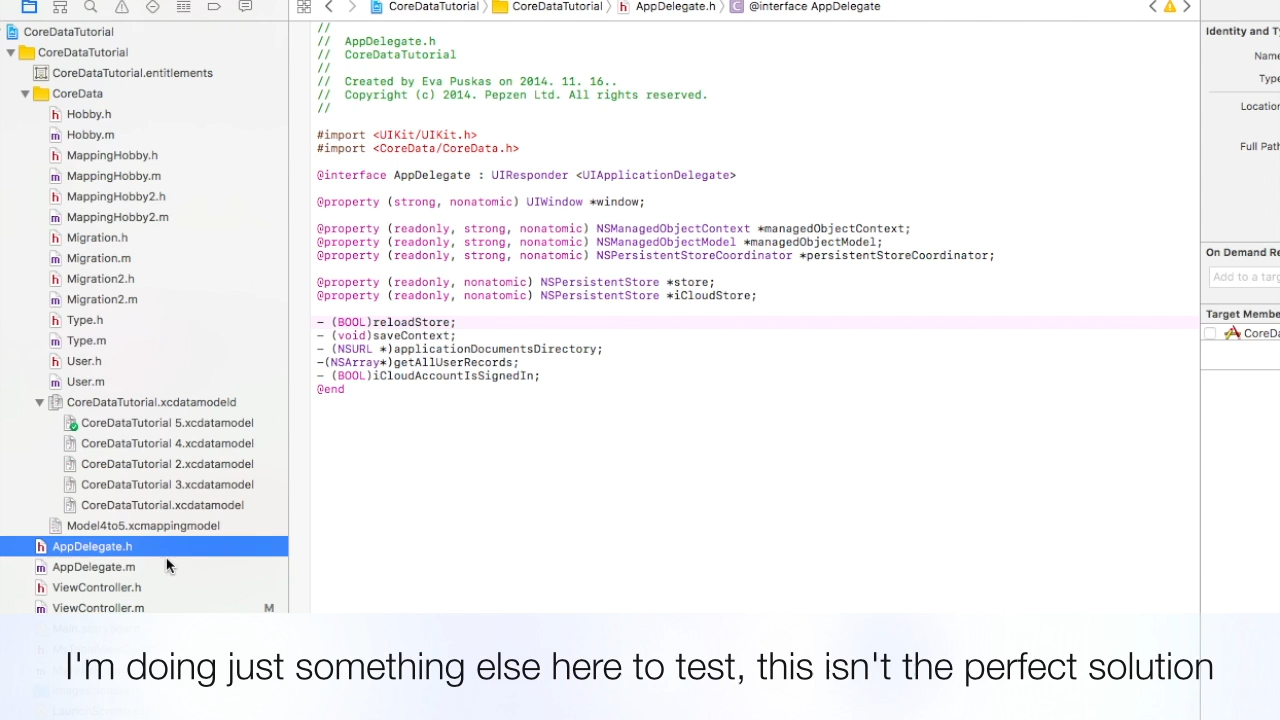 CoreDataTutorial
CoreDataTutorial
AppDelegate.h
@interface AppDelegate
CoreDataTutorial
CoreDataTutorial
CoreDataTutorial.entitlements
CoreData
Hobby.h
Hobby.m
MappingHobby.h
MappingHobby.m
MappingHobby2.h
MappingHobby2.m
Migration.h
Migration.m
Migration2.h
Migration2.m
Type.h
Type.m
User.h
User.m
CoreDataTutorial.xcdatamodeld
CoreDataTutorial 5.xcdatamodel
CoreDataTutorial 4.xcdatamodel
CoreDataTutorial 2.xcdatamodel
CoreDataTutorial 3.xcdatamodel
CoreDataTutorial.xcdatamodel
Model4to5.xcmappingmodel
AppDelegate.h
AppDelegate.m
ViewController.h
ViewController.m M
//
// AppDelegate.h
// CoreDataTutorial
//
// Created by Eva Puskas on 2014. 11. 16..
// Copyright (c) 2014. Pepzen Ltd. All rights reserved.
//
#import <UIKit/UIKit.h>
#import <CoreData/CoreData.h>
@interface AppDelegate : UIResponder <UIApplicationDelegate>
@property (strong, nonatomic) UIWindow *window;
@property (readonly, strong, nonatomic) NSManagedObjectContext *managedObjectContext;
@property (readonly, strong, nonatomic) NSManagedObjectModel *managedObjectModel;
@property (readonly, strong, nonatomic) NSPersistentStoreCoordinator *persistentStoreCoordinator;
@property (readonly, nonatomic) NSPersistentStore *store;
@property (readonly, nonatomic) NSPersistentStore *iCloudStore;
- (BOOL)reloadStore;
- (void)saveContext;
- (NSURL *)applicationDocumentsDirectory;
-(NSArray*)getAllUserRecords;
- (BOOL)iCloudAccountIsSignedIn;
@end
Identity and Ty
Name
Type
Location
Full Path
On Demand Re
Add to a targ
Target Membe
CoreDa
I'm doing just something else here to test, this isn't the perfect solution